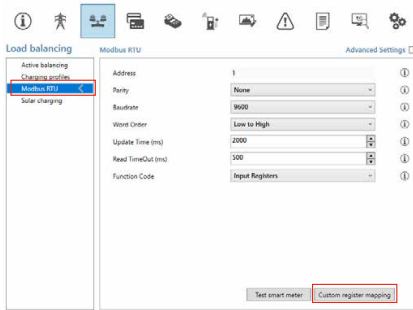 Load balancing
Modbus RTU
Advanced Settings
Active balancing
Charging profiles
Modbus RTU
Solar charging
Address 1
Parity None
Baudrate 9600
Word Order Low to High
Update Time (ms) 2000
Read TimeOut (ms) 500
Function Code Input Registers
Test smart meter Custom register mapping